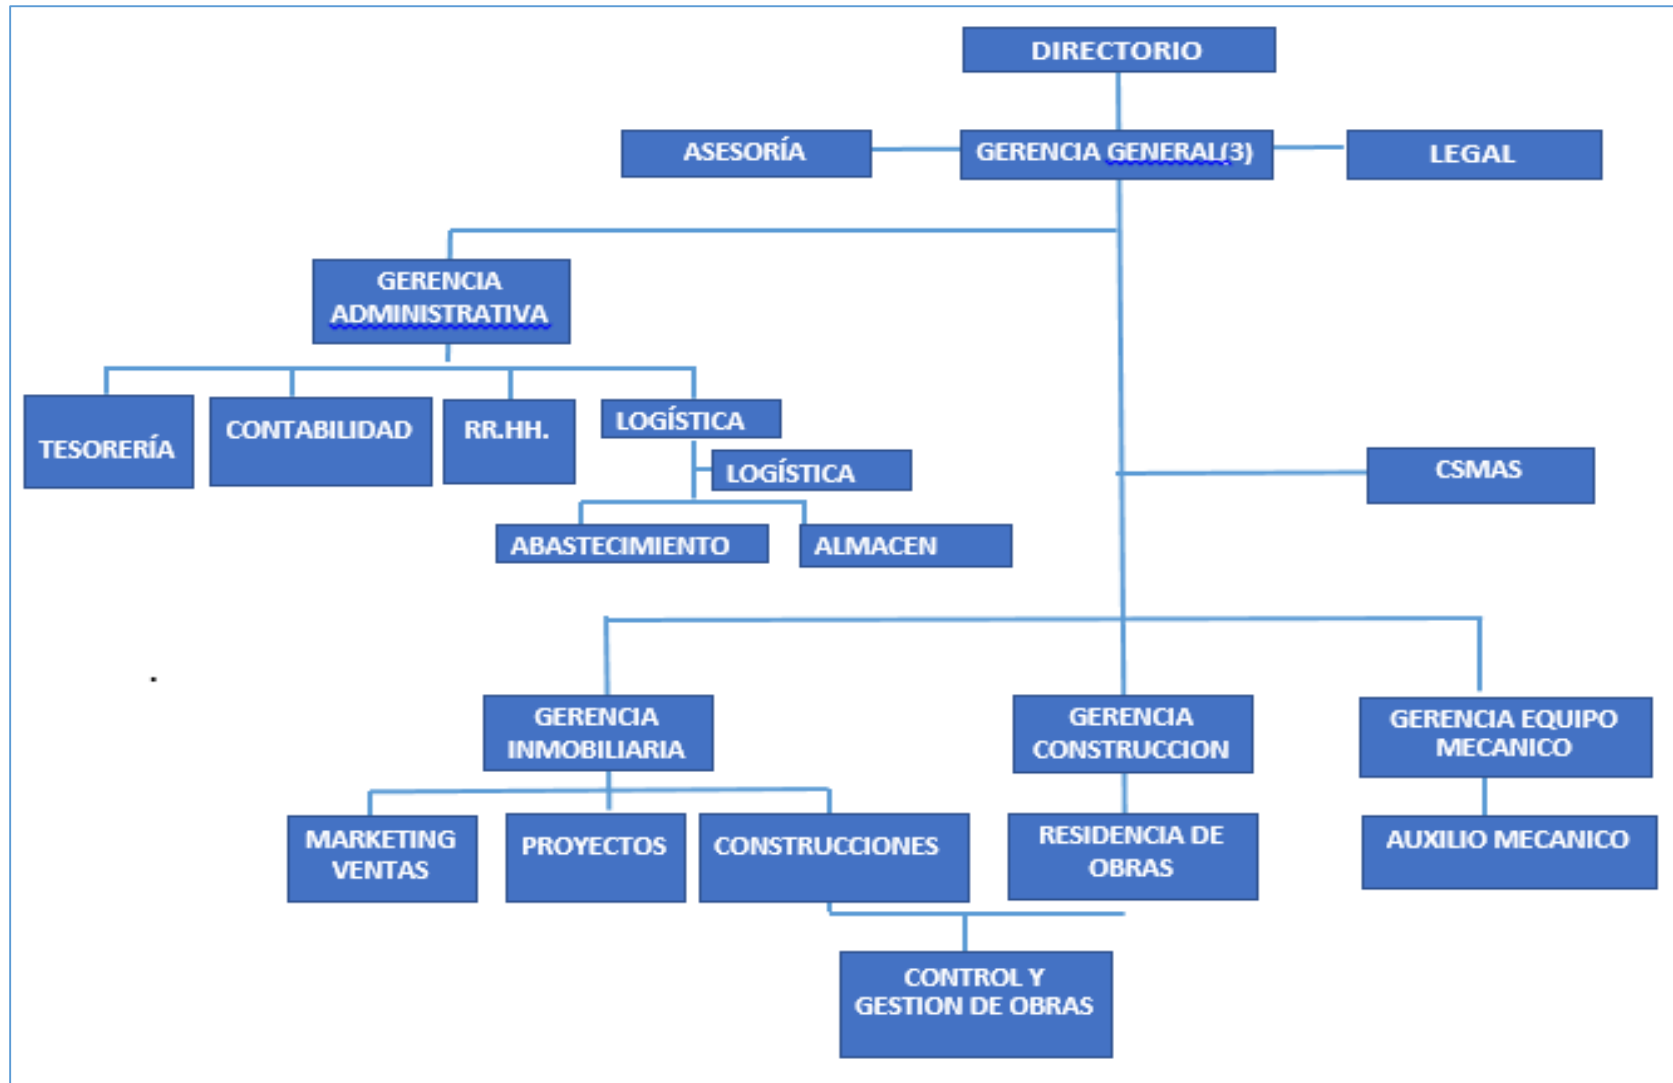 DIRECTORIO
ASESORÍA
GERENCIA GENERAL(3)
LEGAL
GERENCIA
ADMINISTRATIVA
TESORERÍA
CONTABILIDAD
RR.HH.
LOGÍSTICA
LOGÍSTICA
CSMAS
ABASTECIMIENTO
ALMACEN
GERENCIA
INMOBILIARIA
GERENCIA
CONSTRUCCION
GERENCIA EQUIPO
MECANICO
MARKETING
VENTAS
PROYECTOS
CONSTRUCCIONES
RESIDENCIA DE
OBRAS
AUXILIO MECANICO
CONTROL Y
GESTION DE OBRAS